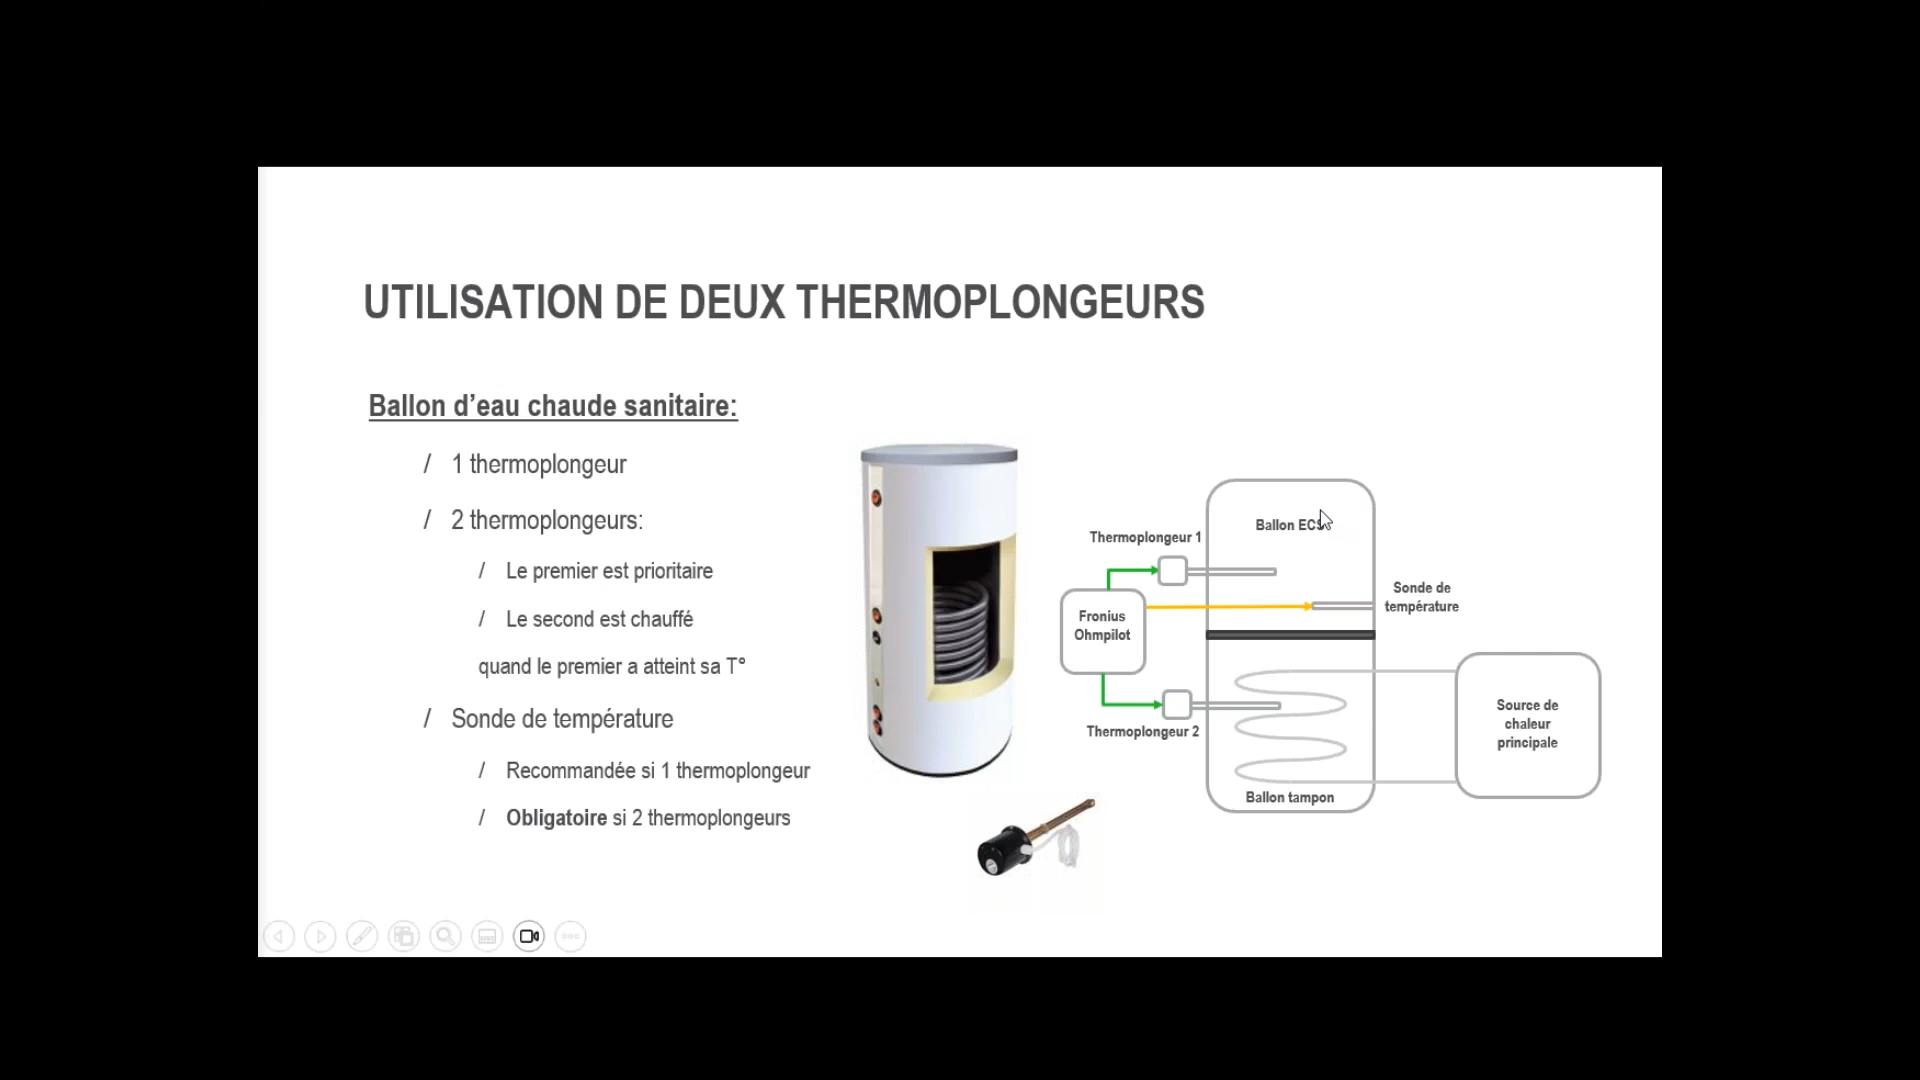 UTILISATION DE DEUX THERMOPLONGEURS
Ballon d’eau chaude sanitaire:
/ 1 thermoplongeur
/ 2 thermoplongeurs:
/ Le premier est prioritaire
/ Le second est chauffé
quand le premier a atteint sa T°
/ Sonde de température
/ Recommandée si 1 thermoplongeur
/ Obligatoire si 2 thermoplongeurs
Ballon ECS
Thermoplongeur 1
Sonde de
température
Fronius
Ohmpilot
Thermoplongeur 2
Source de
chaleur
principale
Ballon tampon